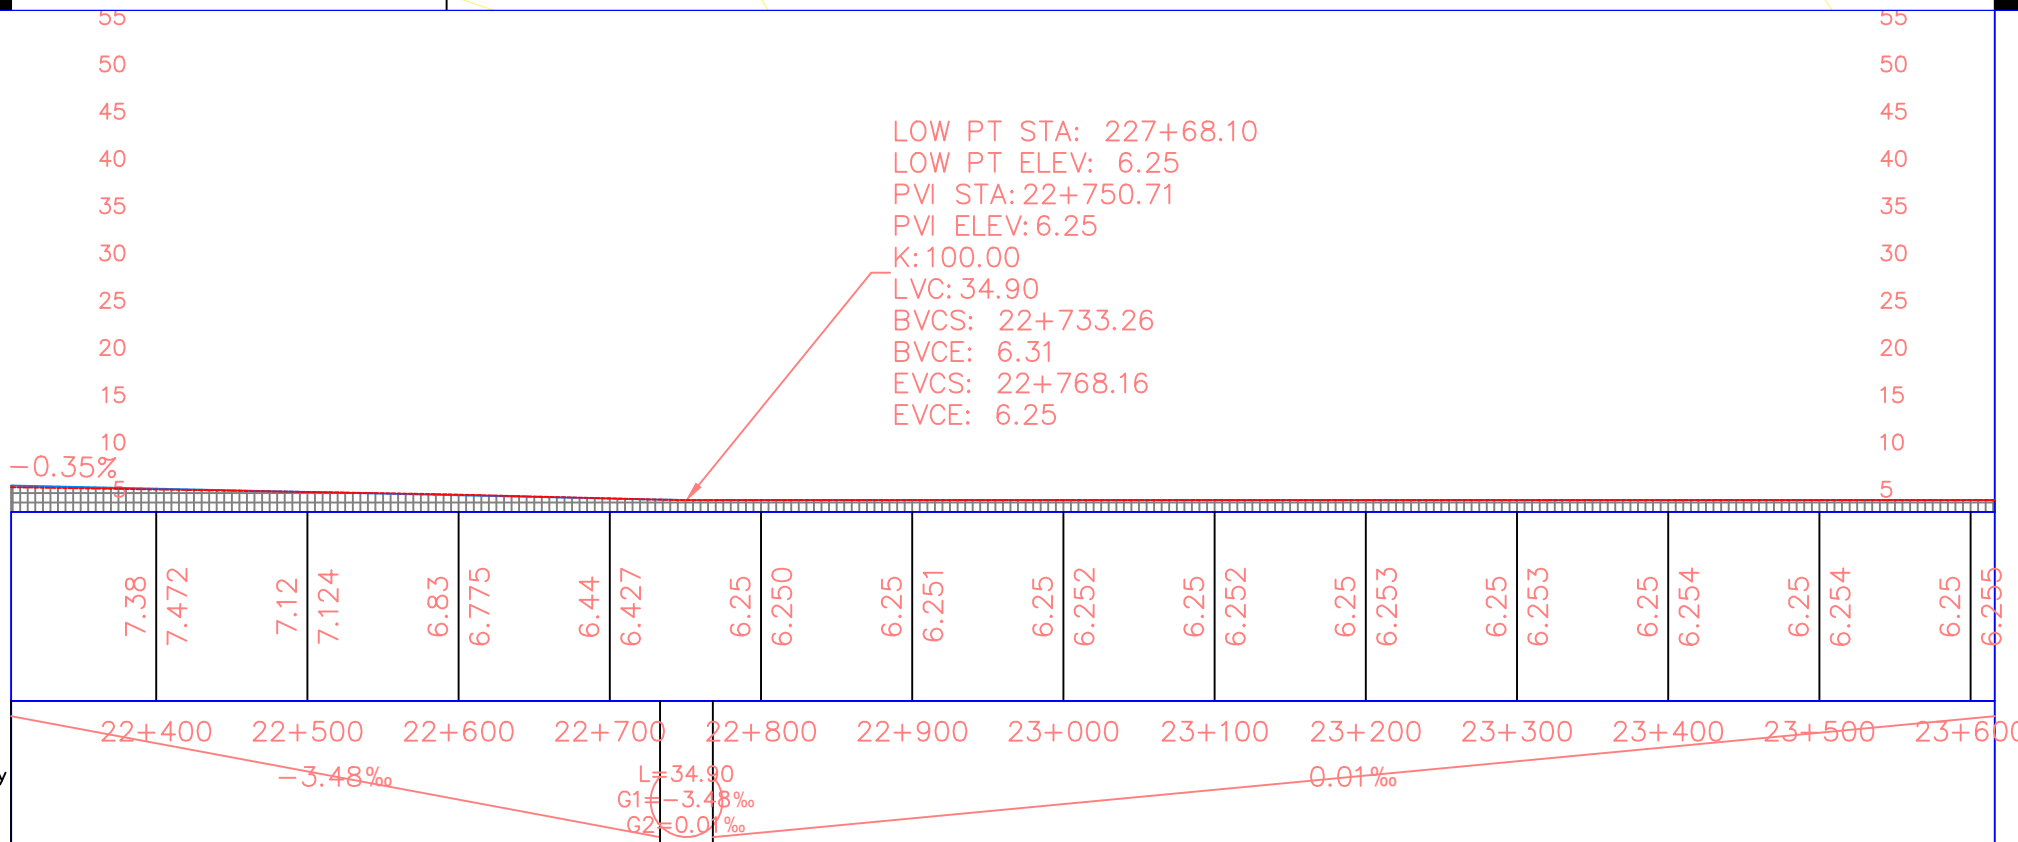 55 55
50 50
45 45
40 40
35 35
30 30
25 25
20 20
15 15
10 10
5 5
LOW PT STA: 227+68.10
LOW PT ELEV: 6.25
PVI STA:22+750.71
PVI ELEV:6.25
K:100.00
LVC:34.90
BVCS: 22+733.26
BVCE: 6.31
EVCS: 22+768.16
EVCE: 6.25
-0.35%
7.38
7.472
7.12
7.124
6.83
6.775
6.44
6.427
6.25
6.250
6.25
6.251
6.25
6.252
6.25
6.252
6.25
6.253
6.25
6.253
6.25
6.254
6.25
6.254
6.25
6.255
22+400 22+500 22+600 22+700 22+800 22+900 23+000 23+100 23+200 23+300 23+400 23+500 23+600
y
-3.48‰
L=34.90
G1=-3.48‰
G2=0.01‰
0.01‰